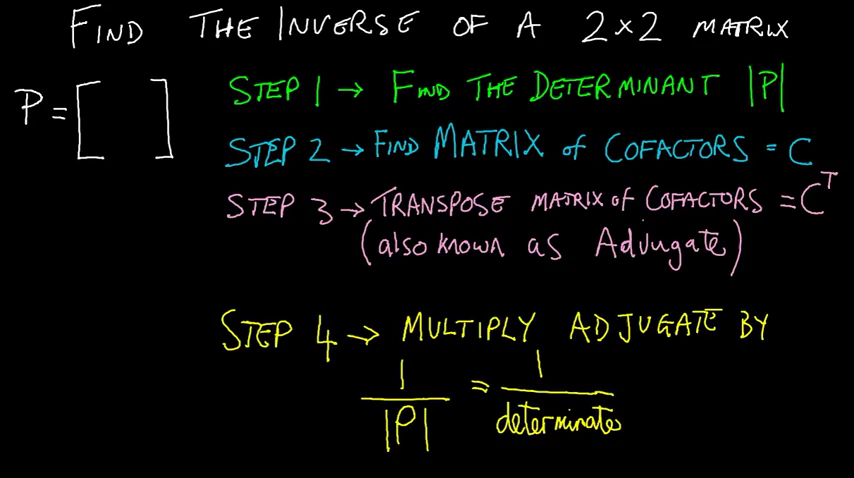 FIND THE INVERSE OF A 2×2 MATRIX
P = [ ]
STEP 1 → FIND THE DETERMINANT |P|
STEP 2 → FIND MATRIX of COFACTORS = C
STEP 3 → TRANSPOSE MATRIX of COFACTORS = C^T
(also known as Adjugate)
STEP 4 → MULTIPLY ADJUGATE BY
1/|P| = 1/determinate